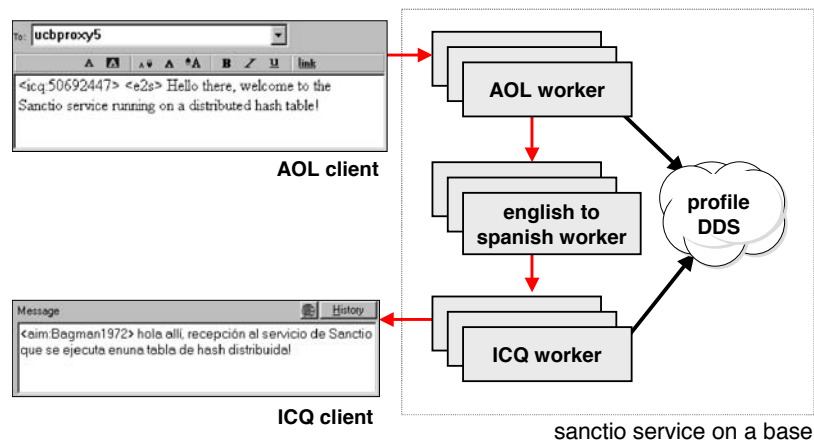 To: ucbproxy5
A A A A A B I U link
<icq:50692447> <e2s> Hello there, welcome to the
Sanctio service running on a distributed hash table!
AOL client
AOL worker
english to
spanish worker
profile
DDS
ICQ worker
Message History
<aim:Bagman1972> hola allí, recepción al servicio de Sanctio
que se ejecuta enuna tabla de hash distribuida!
ICQ client
sanctio service on a base